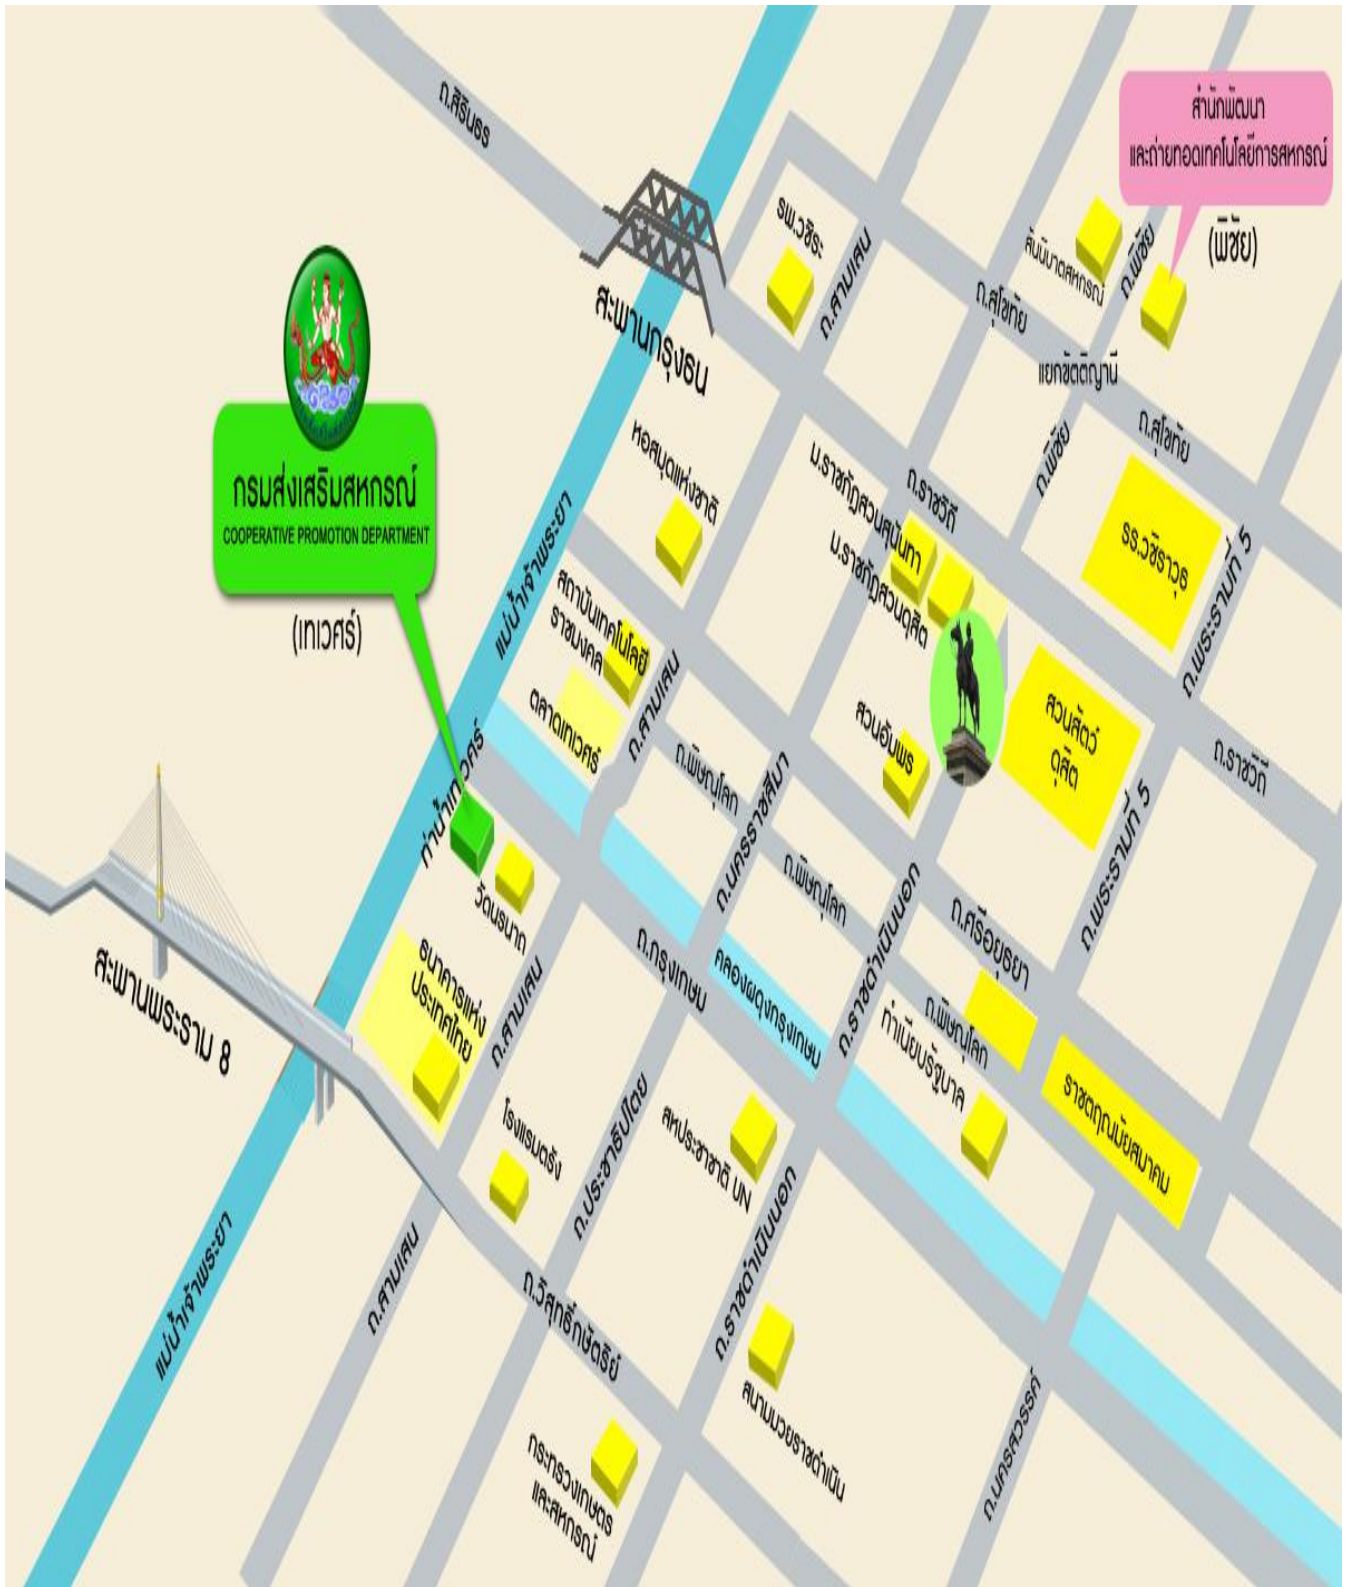 ถ.สิรินธร
สำนักพัฒนา
และถ่ายทอดเทคโนโลยีการสหกรณ์
(พิชัย)
รพ.วชิระ
ถ.สามเสน
สันนิบาตสหกรณ์
ถ.พิชัย
ถ.สุโขทัย
แยกขัตติญานี
สะพานกรุงธน
ถ.สุโขทัย
ถ.พิชัย
กรมส่งเสริมสหกรณ์
COOPERATIVE PROMOTION DEPARTMENT
(เทเวศร์)
หอสมุดแห่งชาติ
ม.ราชภัฏสวนสุนันทา
ม.ราชภัฏสวนดุสิต
ถ.ราชวิถี
รร.วชิราวุธ
ถ.พระรามที่ 5
แม่น้ำเจ้าพระยา
สถาบันเทคโนโลยี
ราชมงคล
ตลาดเทเวศร์
ถ.สามเสน
ถ.พิษณุโลก
ถ.นครราชสีมา
สวนอัมพร
สวนสัตว์
ดุสิต
ถ.ราชวิถี
ถ.พระรามที่ 5
ท่าน้ำเทเวศร์
วัดนรนาถ
ถ.พิษณุโลก
ถ.ศรีอยุธยา
ถ.ราชดำเนินนอก
ถ.กรุงเกษม
คลองผดุงกรุงเกษม
สะพานพระราม 8
ธนาคารแห่ง
ประเทศไทย
ถ.สามเสน
ถ.พิษณุโลก
ทำเนียบรัฐบาล
ราชตฤณมัยสมาคม
โรงแรมตรัง
ถ.ประชาธิปไตย
สหประชาชาติ UN
ถ.ราชดำเนินนอก
แม่น้ำเจ้าพระยา
ถ.สามเสน
ถ.วิสุทธิ์กษัตริย์
สนามมวยราชดำเนิน
ถ.นครสวรรค์
กระทรวงเกษตร
และสหกรณ์